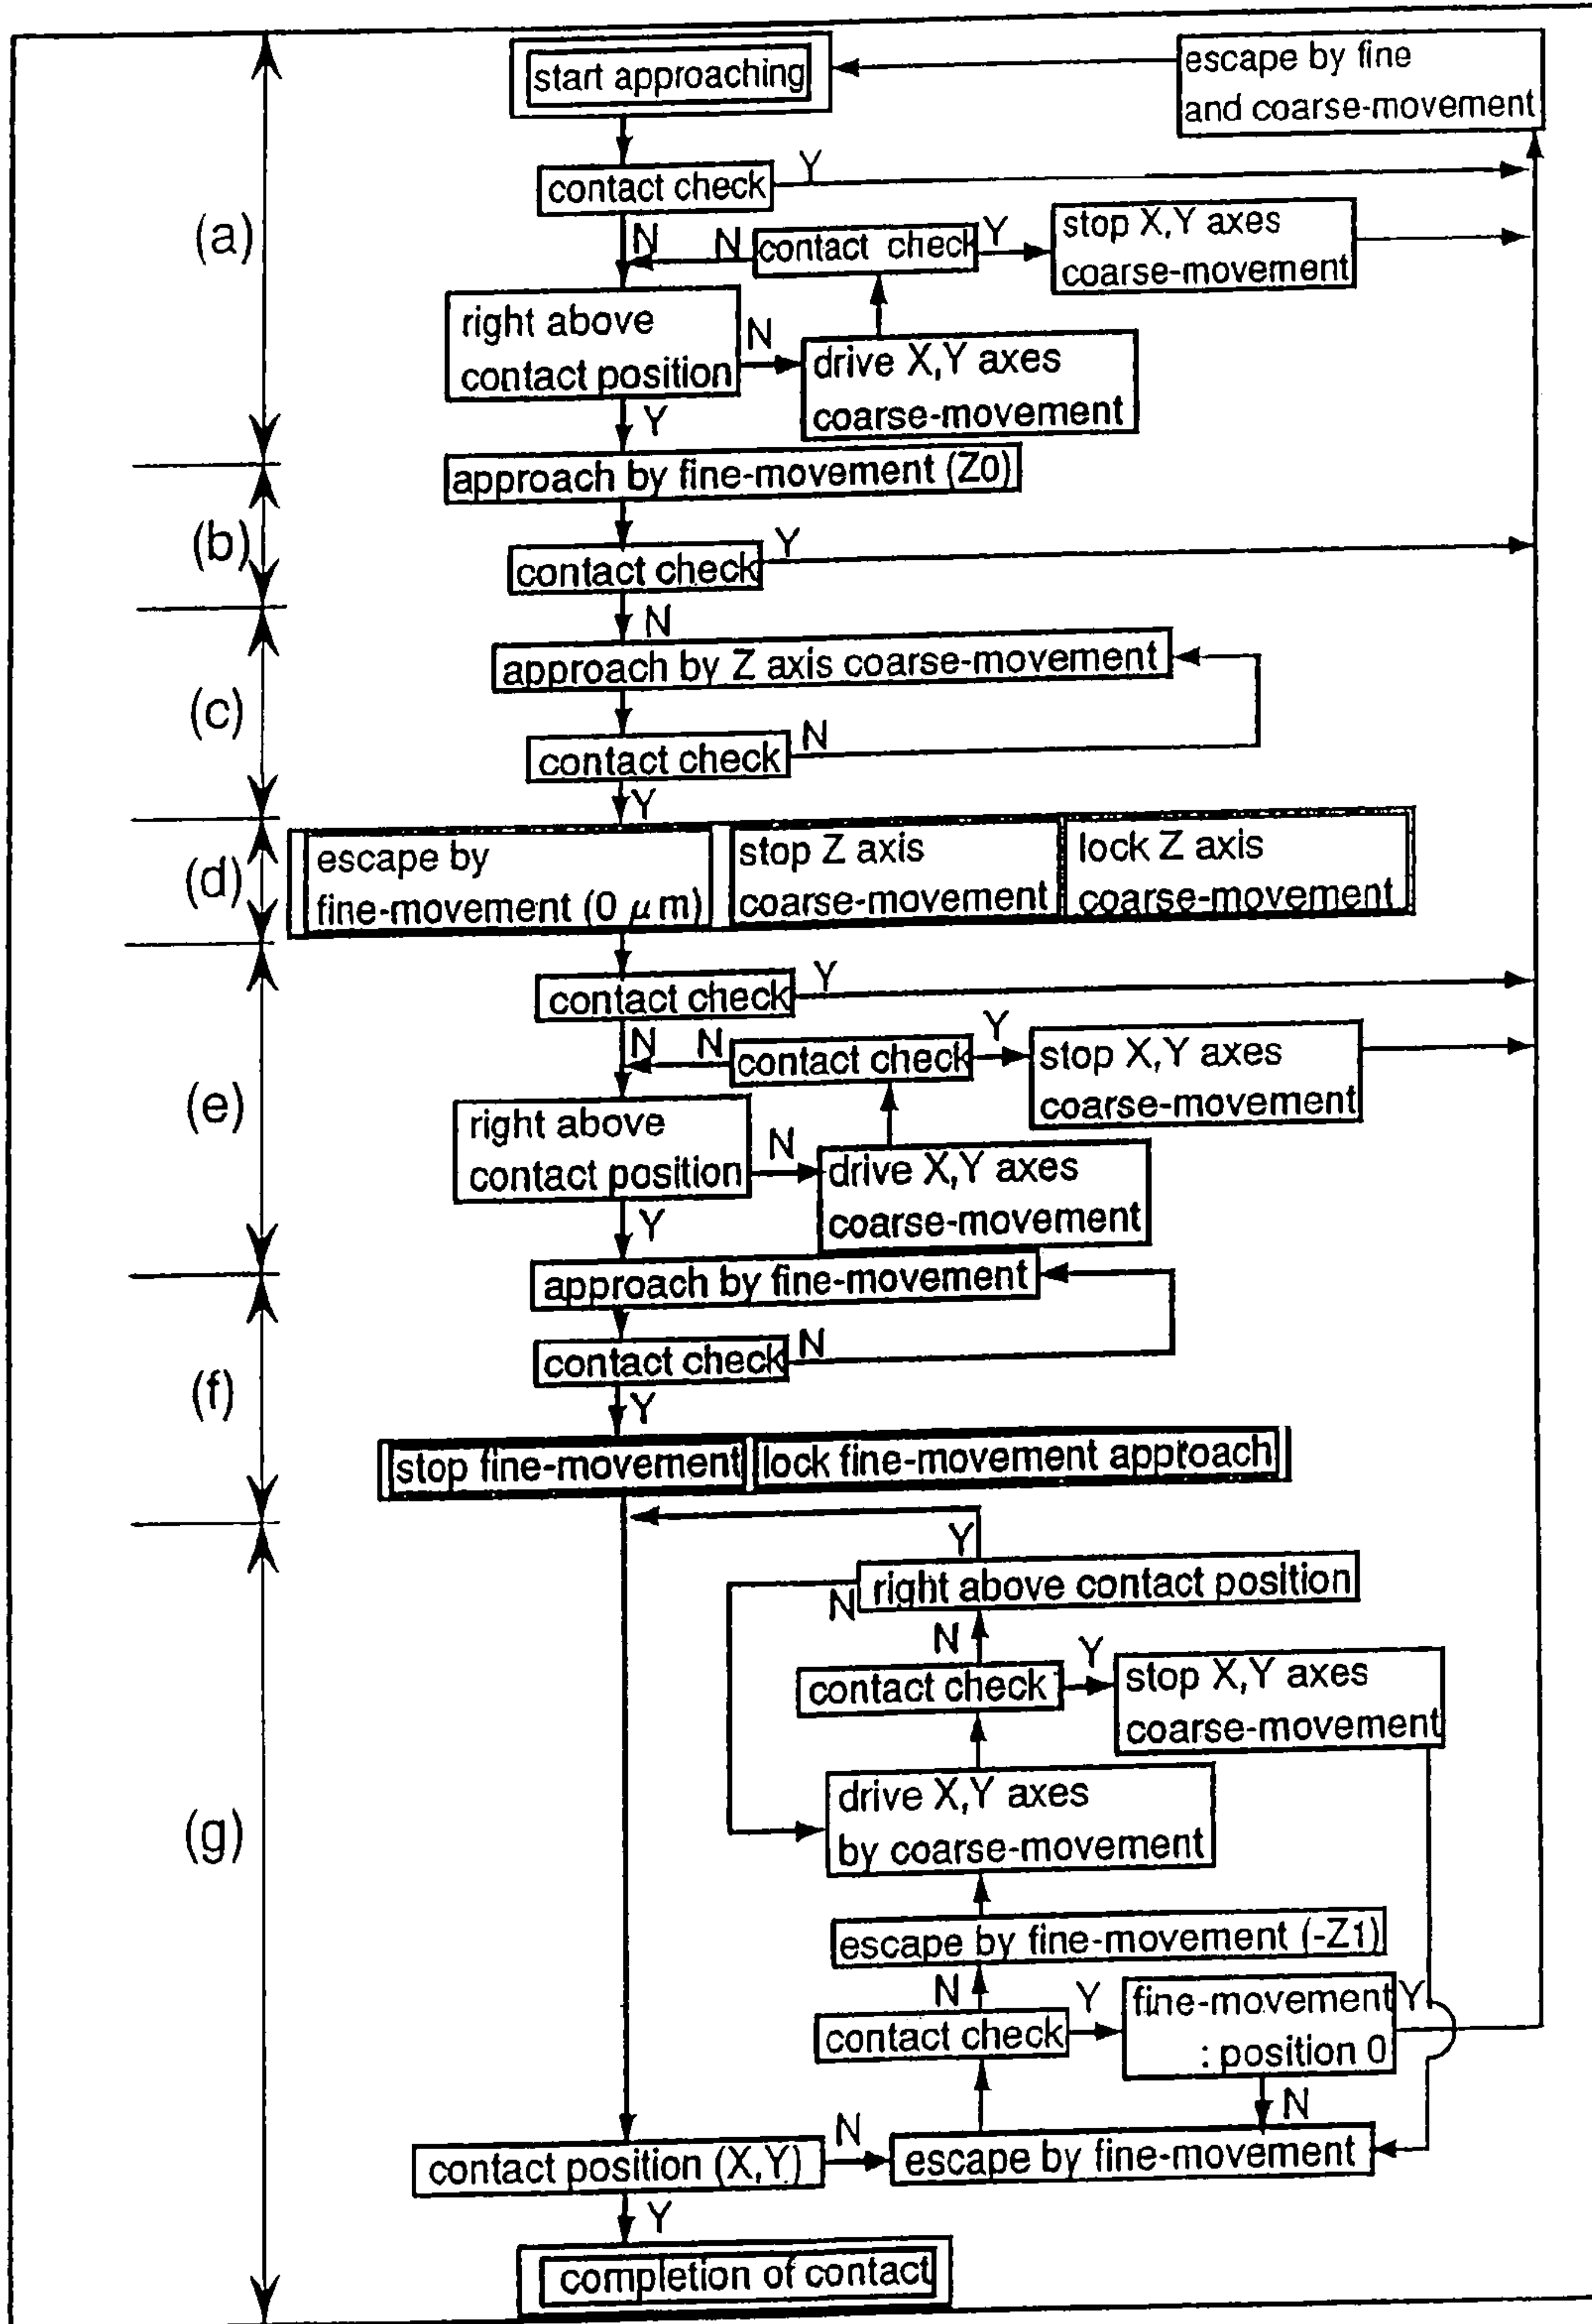 start approaching
escape by fine
and coarse-movement
Y
contact check
(a)
N
N
contact check
Y
stop X,Y axes
coarse-movement
right above
contact position
N
drive X,Y axes
coarse-movement
Y
approach by fine-movement (Z0)
(b)
contact check
Y
N
approach by Z axis coarse-movement
(c)
contact check
N
Y
(d)
escape by
fine-movement (0 μm)
stop Z axis
coarse-movement
lock Z axis
coarse-movement
contact check
Y
(e)
N
N
contact check
Y
stop X,Y axes
coarse-movement
right above
contact position
N
drive X,Y axes
coarse-movement
Y
approach by fine-movement
contact check
N
(f)
Y
stop fine-movement
lock fine-movement approach
Y
right above contact position
N
N
contact check
Y
stop X,Y axes
coarse-movement
(g)
drive X,Y axes
by coarse-movement
escape by fine-movement (-Z1)
N
contact check
Y
fine-movement
: position 0
Y
N
contact position (X,Y)
N
escape by fine-movement
Y
completion of contact